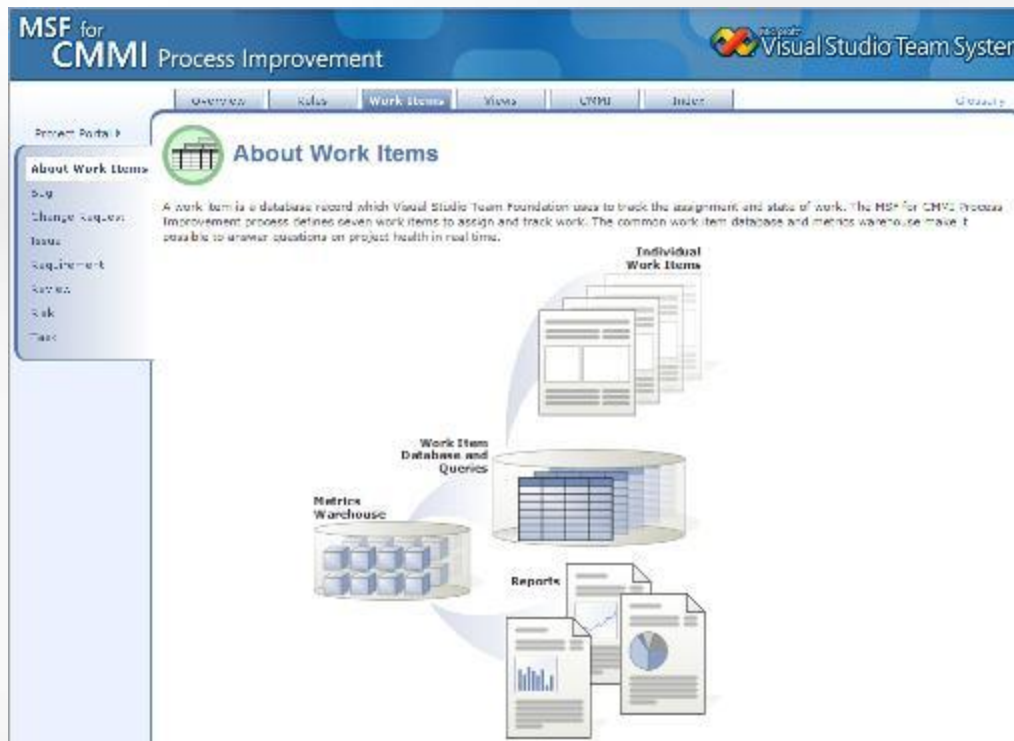 MSF for
CMMI Process Improvement
Microsoft
Visual Studio Team System
Overview Roles Work Items Views CMMI Index Glossary
Project Portal
About Work Items
Bug
Change Request
Issue
Requirement
Review
Risk
Task
About Work Items
A work item is a database record which Visual Studio Team Foundation uses to track the assignment and state of work. The MSF for CMMI Process
Improvement process defines seven work items to assign and track work. The common work item database and metrics warehouse make it
possible to answer questions on project health in real time.
Individual
Work Items
Work Item
Database and
Queries
Metrics
Warehouse
Reports